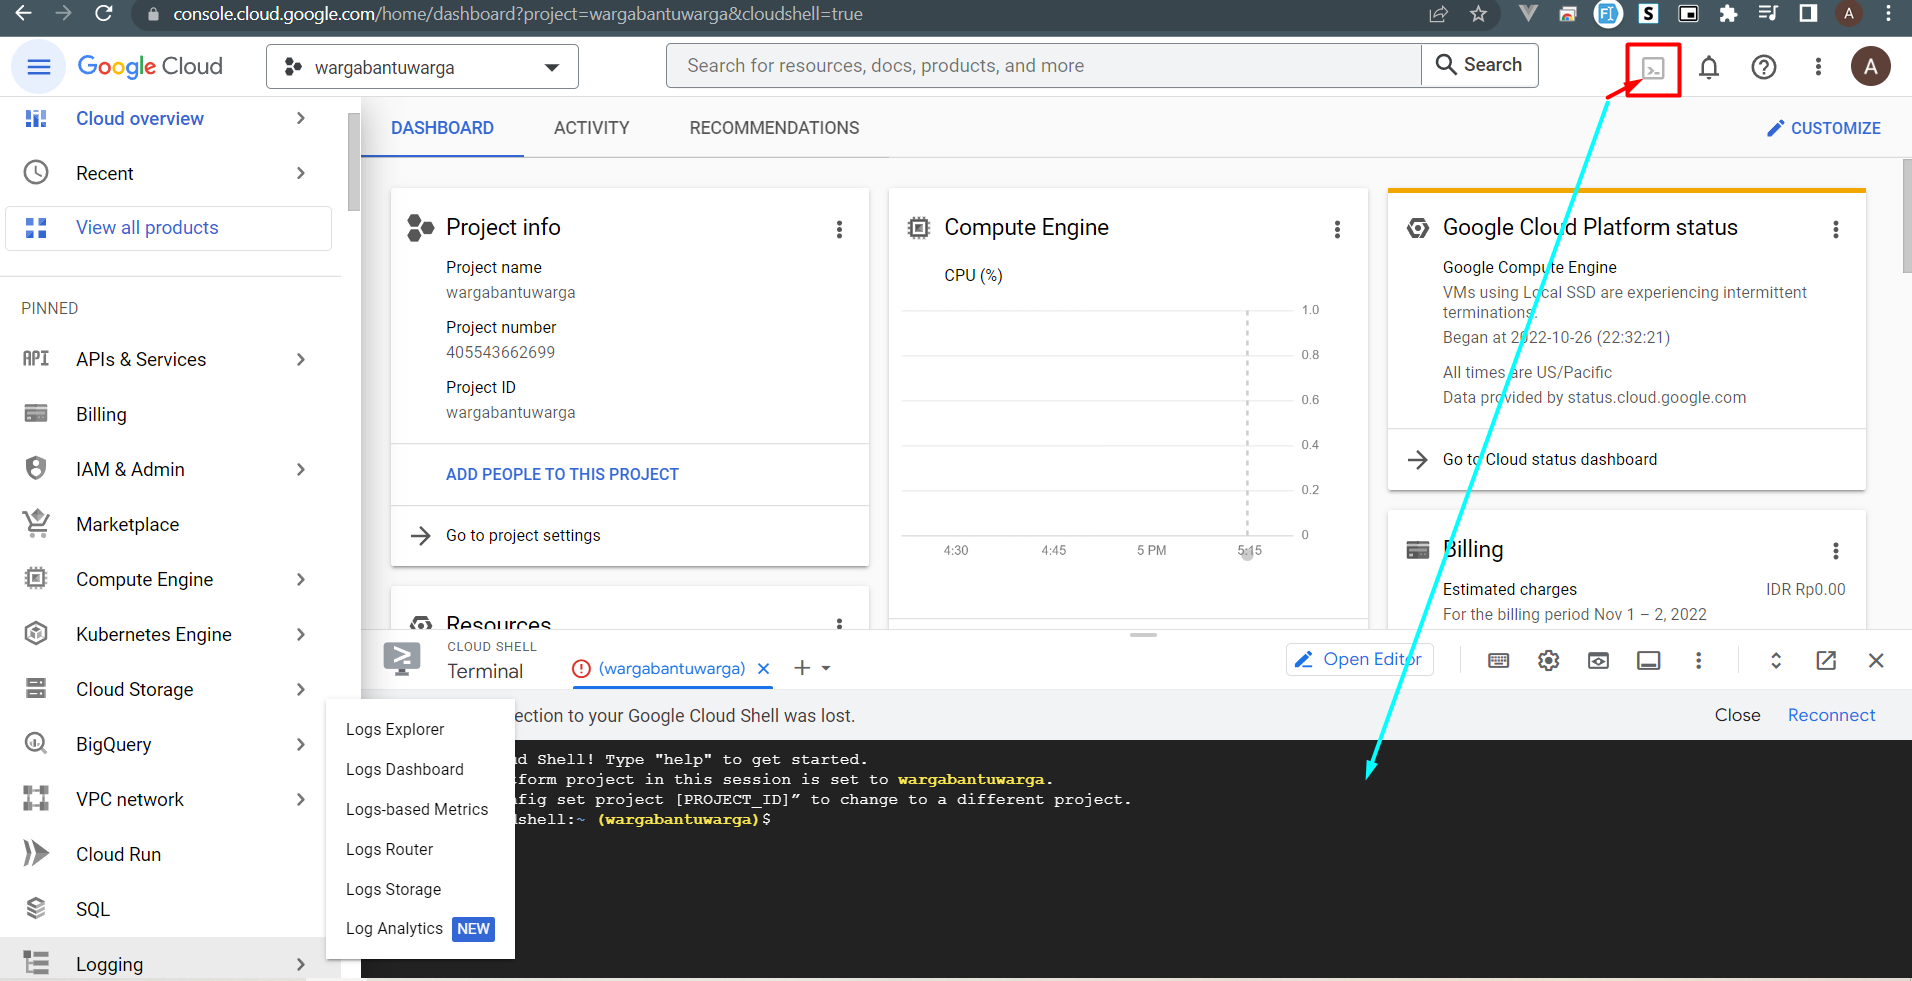 console.cloud.google.com/home/dashboard?project=wargabantuwarga&cloudshell=true
A
Google Cloud
wargabantuwarga
Search for resources, docs, products, and more
Search
A
Cloud overview
Recent
View all products
PINNED
API APIs & Services
Billing
IAM & Admin
Marketplace
Compute Engine
Kubernetes Engine
Cloud Storage
BigQuery
VPC network
Cloud Run
SQL
Logging
Logs Explorer
Logs Dashboard
Logs-based Metrics
Logs Router
Logs Storage
Log Analytics NEW
DASHBOARD
ACTIVITY
RECOMMENDATIONS
CUSTOMIZE
Project info
Project name
wargabantuwarga
Project number
405543662699
Project ID
wargabantuwarga
ADD PEOPLE TO THIS PROJECT
Go to project settings
Resources
Compute Engine
CPU (%)
1.0
0.8
0.6
0.4
0.2
0
4:30 4:45 5 PM 5:15
Google Cloud Platform status
Google Compute Engine
VMs using Local SSD are experiencing intermittent
terminations.
Began at 2022-10-26 (22:32:21)
All times are US/Pacific
Data provided by status.cloud.google.com
Go to Cloud status dashboard
Billing
Estimated charges IDR Rp0.00
For the billing period Nov 1 – 2, 2022
CLOUD SHELL
Terminal
(wargabantuwarga)
Open Editor
ection to your Google Cloud Shell was lost.
Close
Reconnect
d Shell! Type "help" to get started.
tform project in this session is set to wargabantuwarga.
nfig set project [PROJECT_ID]” to change to a different project.
dshell:~ (wargabantuwarga)$